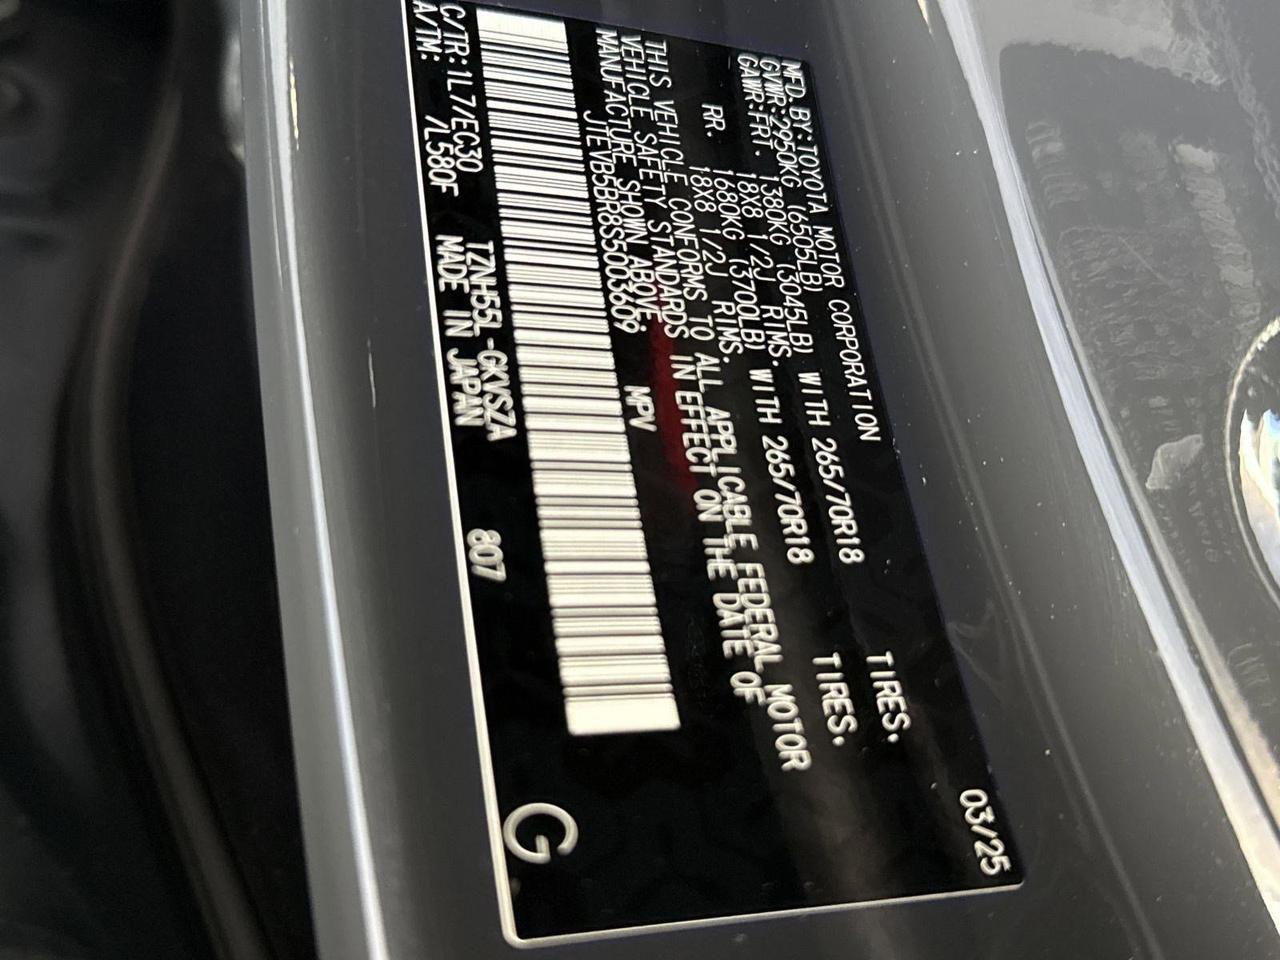 MFD.BY:TOYOTA MOTOR CORPORATION 03/25
GVWR:2950KG (6505LB)
GAWR:FRT. 1380KG (3045LB) WITH 265/70R18 TIRES,
18X8 1/2J RIMS.
RR. 1680KG (3700LB) WITH 265/70R18 TIRES,
18X8 1/2J RIMS.
THIS VEHICLE CONFORMS TO ALL APPLICABLE FEDERAL MOTOR
VEHICLE SAFETY STANDARDS IN EFFECT ON THE DATE OF
MANUFACTURE SHOWN ABOVE.
JTEVB5BR8S5003609 MPV
C/TR:1L7/EC30 TZNH55L-GKVSZA 807
A/TM: /L580F MADE IN JAPAN
G